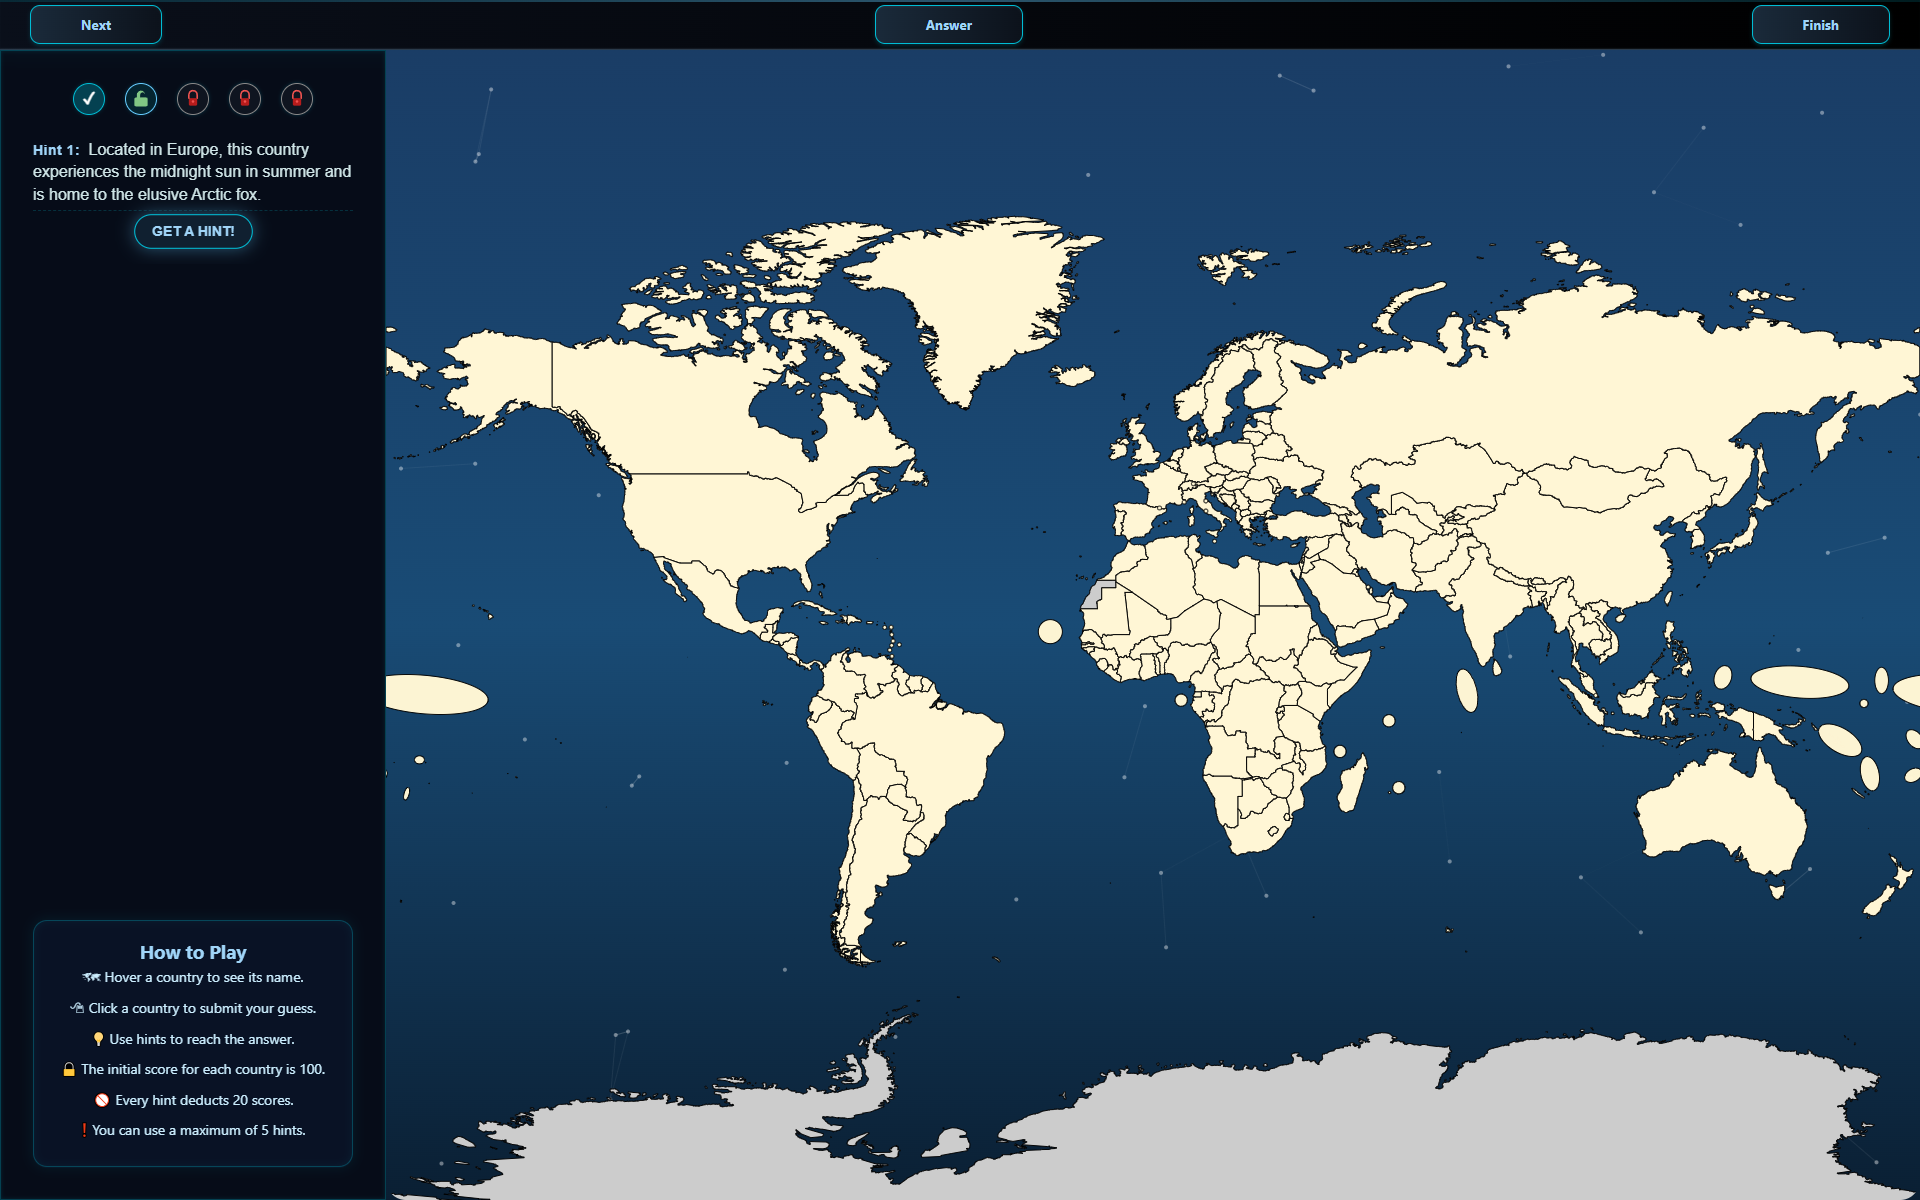 Next
Answer
Finish
Hint 1: Located in Europe, this country
experiences the midnight sun in summer and
is home to the elusive Arctic fox.
GET A HINT!
How to Play
🗺 Hover a country to see its name.
🖱 Click a country to submit your guess.
💡 Use hints to reach the answer.
🔒 The initial score for each country is 100.
🚫 Every hint deducts 20 scores.
❗ You can use a maximum of 5 hints.